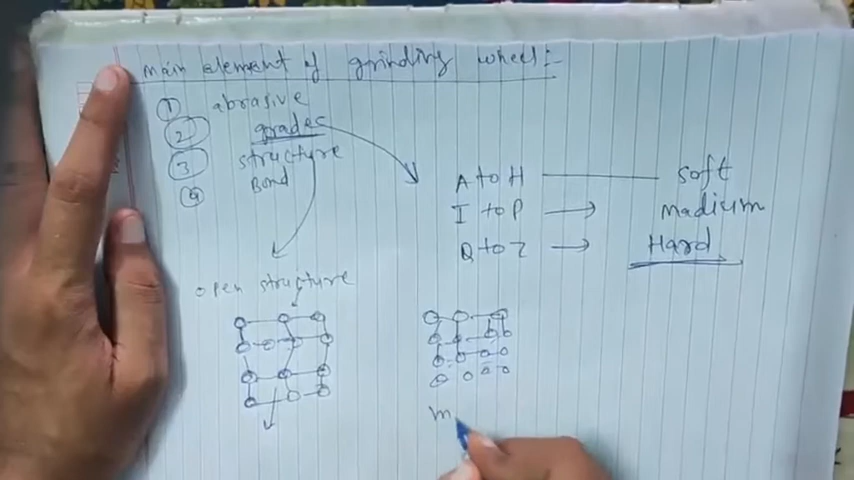 main element of grinding wheel :-
① abrasive
② grades
③ structure
④ Bond
A to H — soft
I to P → Madium
Q to Z → Hard
open structure
m